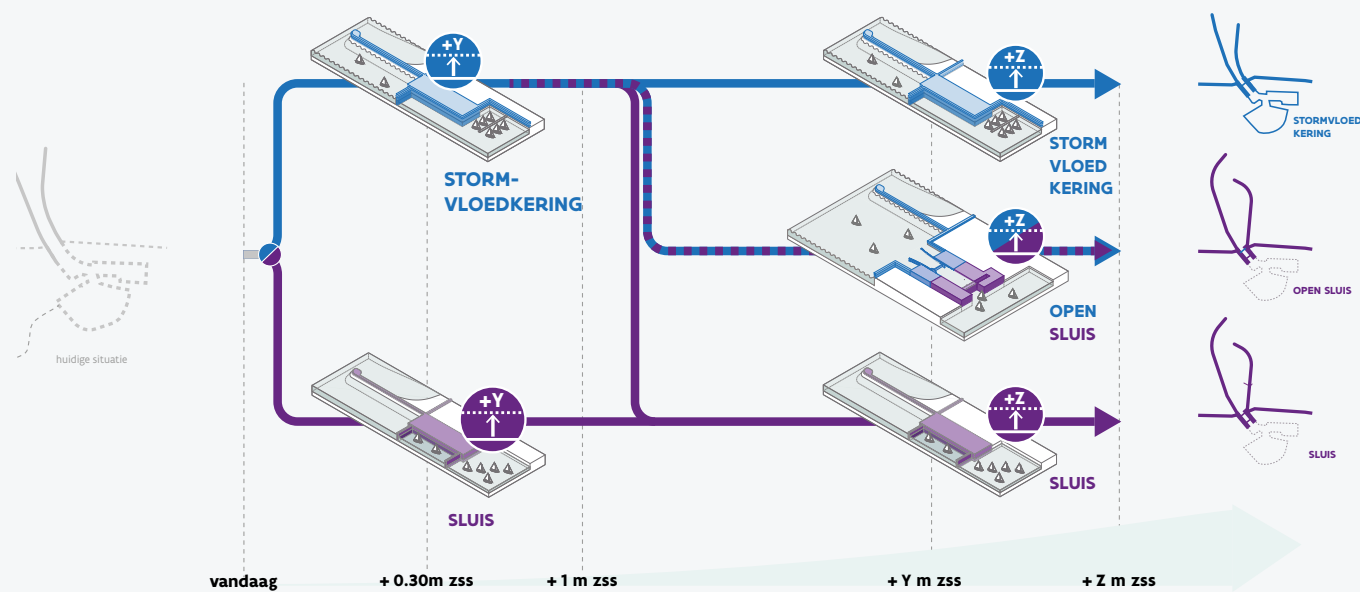 +Y
STORM-
VLOEDKERING
+Z
STORM
VLOED
KERING
STORMVLOED
KERING
huidige situatie
+Z
OPEN
SLUIS
OPEN SLUIS
+Y
SLUIS
+Z
SLUIS
SLUIS
vandaag
+ 0.30m zss
+ 1 m zss
+ Y m zss
+ Z m zss